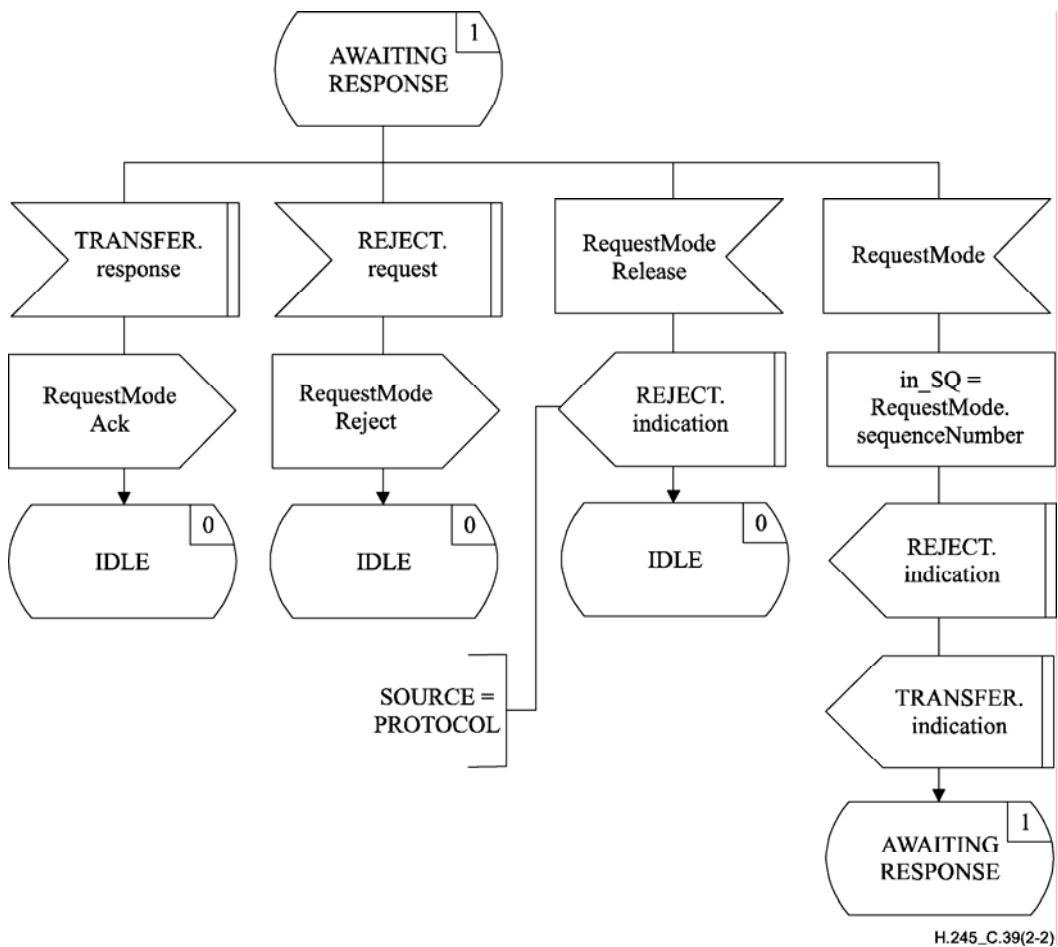 1
AWAITING
RESPONSE
TRANSFER.
response
REJECT.
request
RequestMode
Release
RequestMode
RequestMode
Ack
RequestMode
Reject
REJECT.
indication
in_SQ =
RequestMode.
sequenceNumber
0
IDLE
0
IDLE
0
IDLE
REJECT.
indication
SOURCE =
PROTOCOL
TRANSFER.
indication
1
AWAITING
RESPONSE
H.245_C.39(2-2)